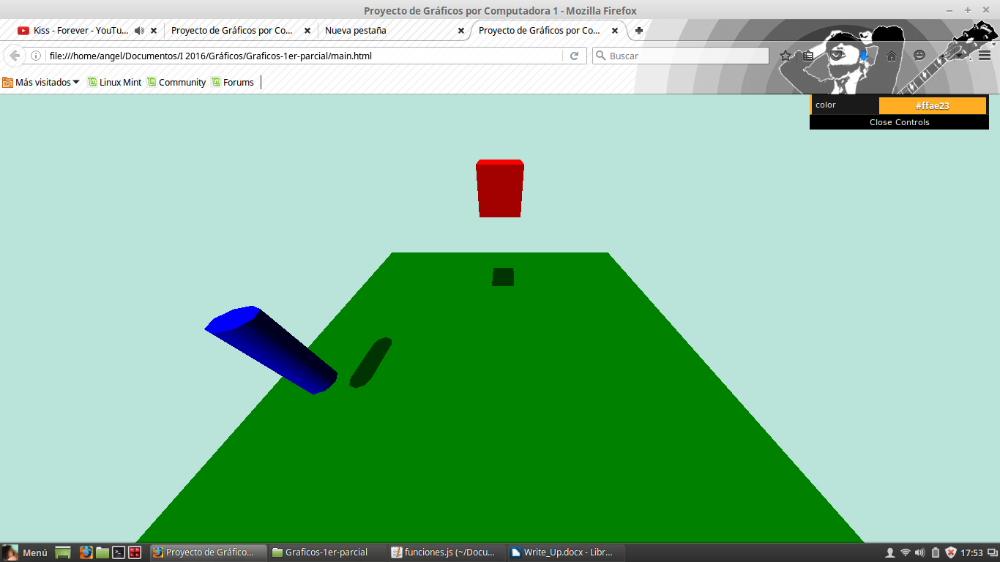 Proyecto de Gráficos por Computadora 1 - Mozilla Firefox
Kiss - Forever - YouTu... Proyecto de Gráficos por Co... Nueva pestaña Proyecto de Gráficos por Co...
file:///home/angel/Documentos/I 2016/Gráficos/Graficos-1er-parcial/main.html Buscar
Más visitados Linux Mint Community Forums
color #ffae23
Close Controls
Menú Proyecto de Gráfico... Graficos-1er-parcial funciones.js (~/Docu... Write_Up.docx - Libr... 17:53